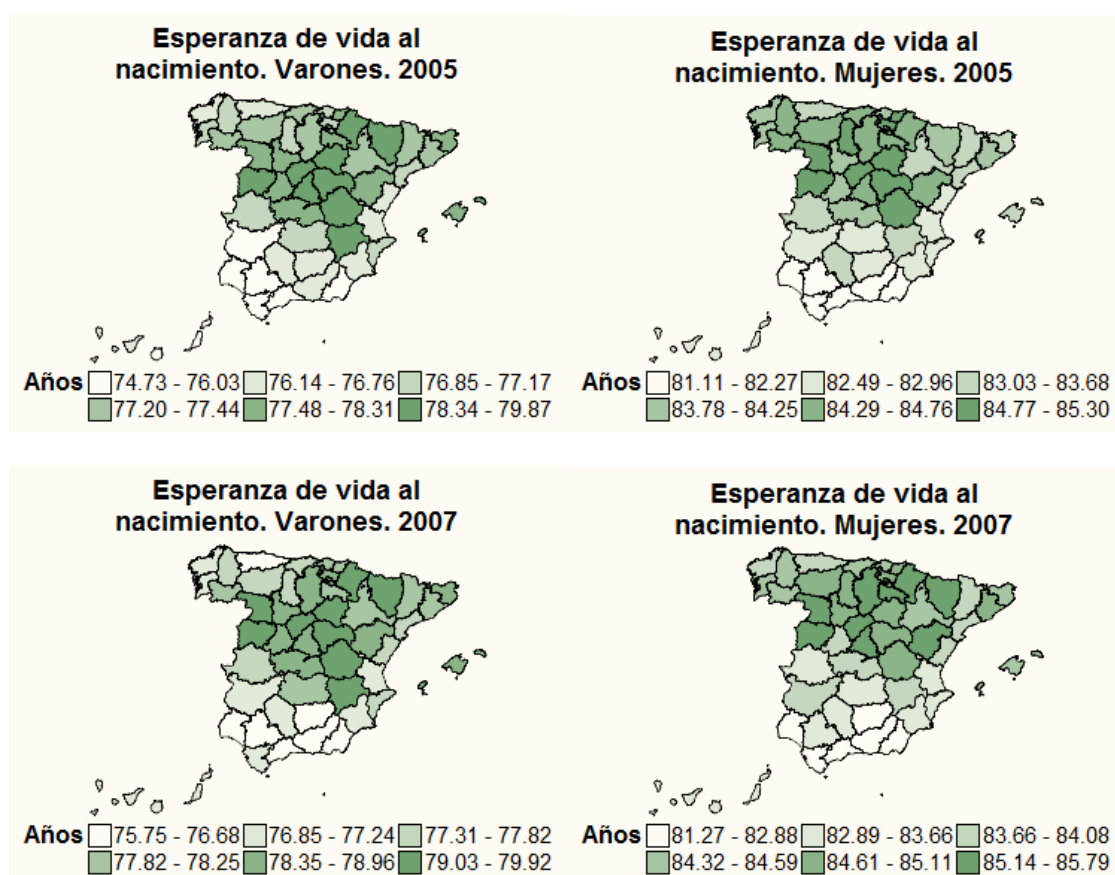 Esperanza de vida al
nacimiento. Varones. 2005
Años 74.73 - 76.03 76.14 - 76.76 76.85 - 77.17
77.20 - 77.44 77.48 - 78.31 78.34 - 79.87
Esperanza de vida al
nacimiento. Mujeres. 2005
Años 81.11 - 82.27 82.49 - 82.96 83.03 - 83.68
83.78 - 84.25 84.29 - 84.76 84.77 - 85.30
Esperanza de vida al
nacimiento. Varones. 2007
Años 75.75 - 76.68 76.85 - 77.24 77.31 - 77.82
77.82 - 78.25 78.35 - 78.96 79.03 - 79.92
Esperanza de vida al
nacimiento. Mujeres. 2007
Años 81.27 - 82.88 82.89 - 83.66 83.66 - 84.08
84.32 - 84.59 84.61 - 85.11 85.14 - 85.79